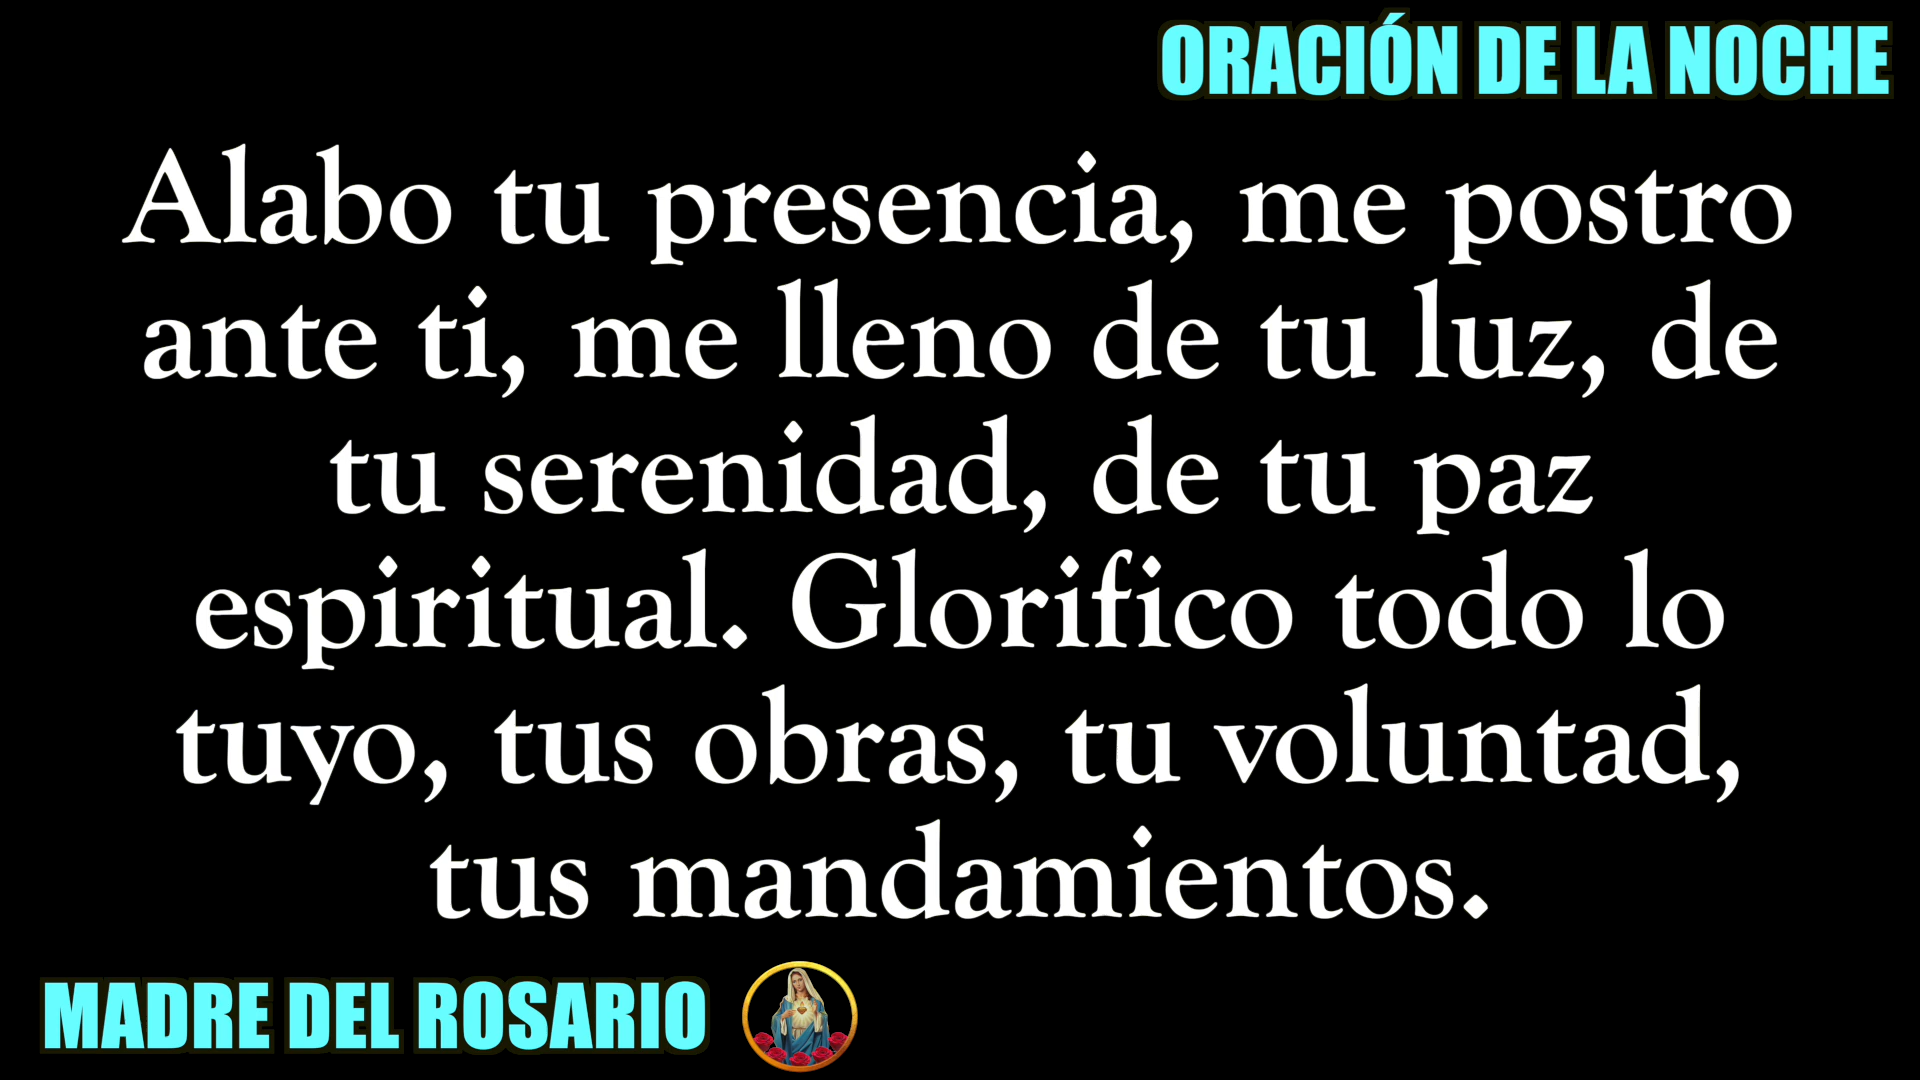 ORACIÓN DE LA NOCHE
Alabo tu presencia, me postro
ante ti, me lleno de tu luz, de
tu serenidad, de tu paz
espiritual. Glorifico todo lo
tuyo, tus obras, tu voluntad,
tus mandamientos.
MADRE DEL ROSARIO